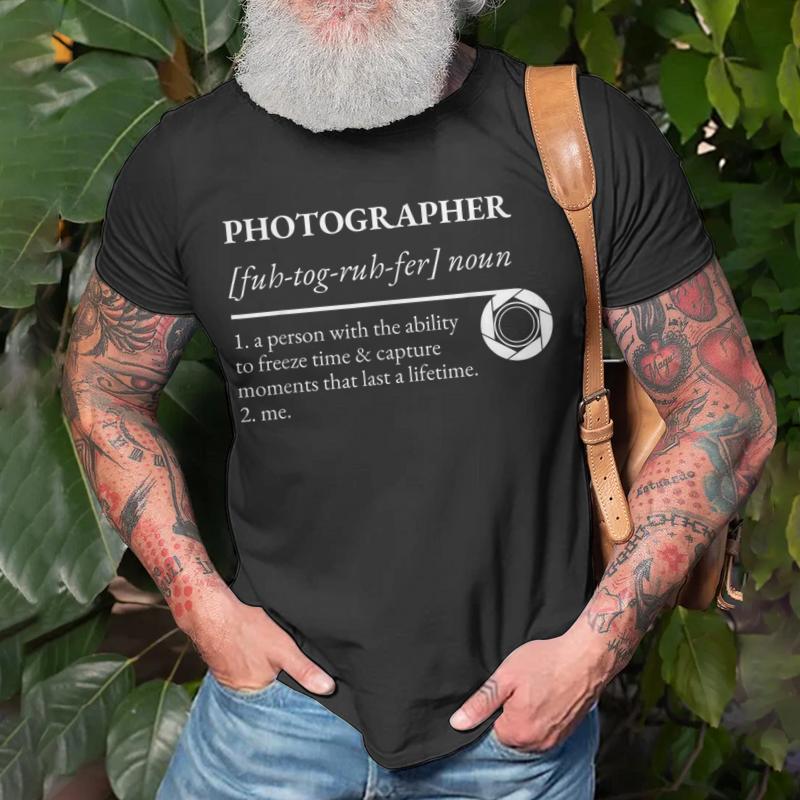 PHOTOGRAPHER
[fuh-tog-ruh-fer] noun
1. a person with the ability
to freeze time & capture
moments that last a lifetime.
2. me.
Estuardo